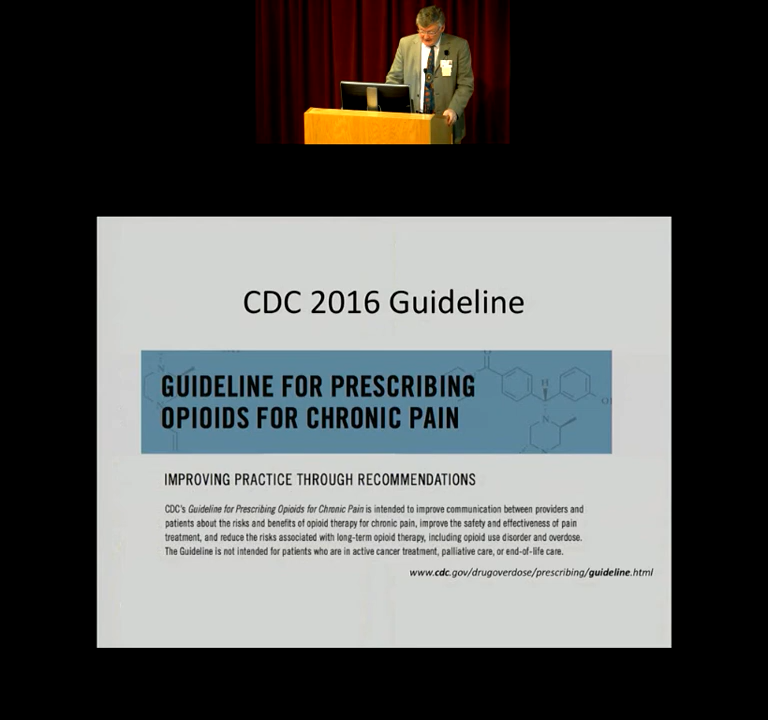 CDC 2016 Guideline
GUIDELINE FOR PRESCRIBING
OPIOIDS FOR CHRONIC PAIN
IMPROVING PRACTICE THROUGH RECOMMENDATIONS
CDC's Guideline for Prescribing Opioids for Chronic Pain is intended to improve communication between providers and
patients about the risks and benefits of opioid therapy for chronic pain, improve the safety and effectiveness of pain
treatment, and reduce the risks associated with long-term opioid therapy, including opioid use disorder and overdose.
The Guideline is not intended for patients who are in active cancer treatment, palliative care, or end-of-life care.
www.cdc.gov/drugoverdose/prescribing/guideline.html